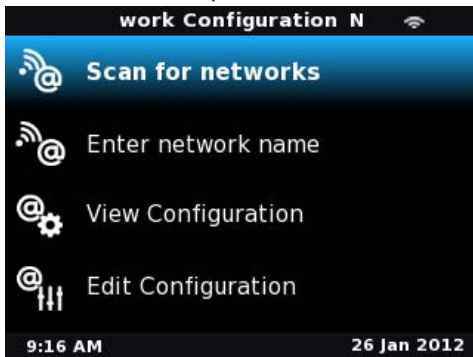 work Configuration N
Scan for networks
Enter network name
View Configuration
Edit Configuration
9:16 AM 26 Jan 2012